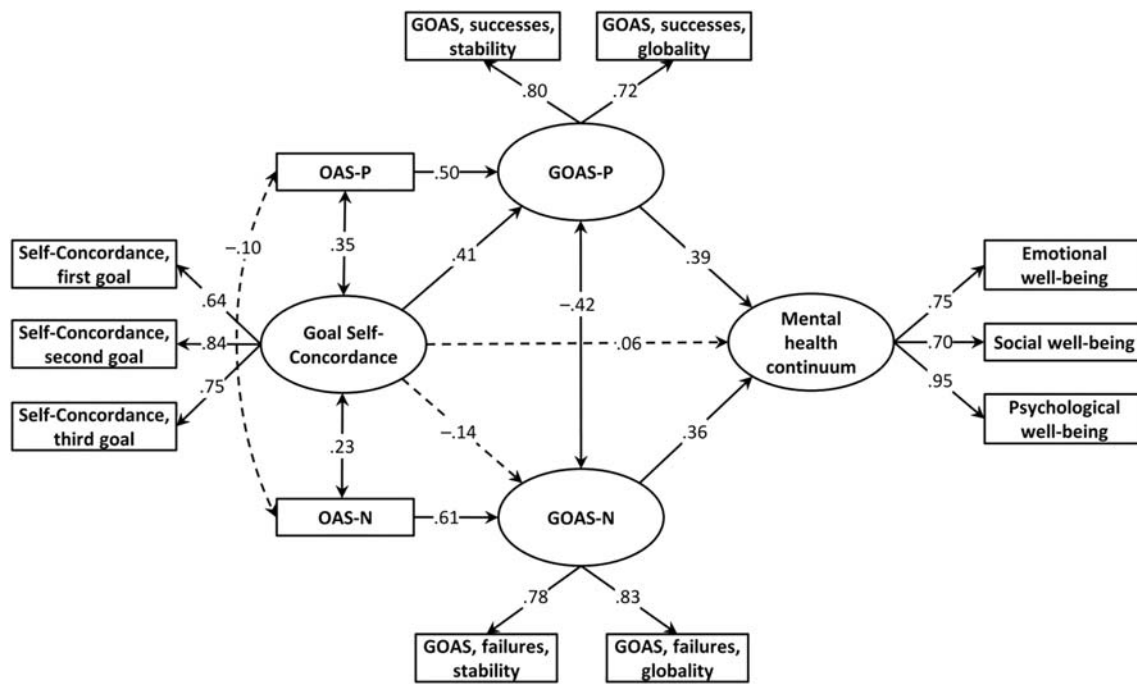 GOAS, successes,
stability
GOAS, successes,
globality
.80
.72
OAS-P
.50
GOAS-P
–.10
.35
.41
.39
Self-Concordance,
first goal
.64
Self-Concordance,
second goal
.84
.75
Self-Concordance,
third goal
Goal Self-
Concordance
–.42
.06
Mental
health
continuum
Emotional
well-being
.75
.70
Social well-being
.95
Psychological
well-being
–.14
.23
.36
OAS-N
.61
GOAS-N
.78
.83
GOAS, failures,
stability
GOAS, failures,
globality